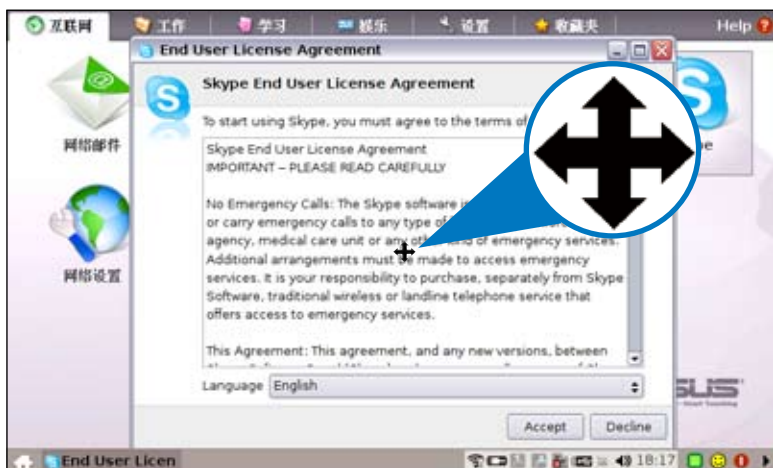 互联网 工作 学习 娱乐 设置 收藏夹 Help
End User License Agreement
Skype End User License Agreement
To start using Skype, you must agree to the terms of
Skype End User License Agreement
IMPORTANT – PLEASE READ CAREFULLY
No Emergency Calls: The Skype software
or carry emergency calls to any type of
agency, medical care unit or any other kind of emergency services.
Additional arrangements must be made to access emergency
services. It is your responsibility to purchase, separately from Skype
Software, traditional wireless or landline telephone service that
offers access to emergency services.
This Agreement: This agreement, and any new versions, between
Language English
Accept Decline
网络邮件
网络设置
End User Licen
18:17